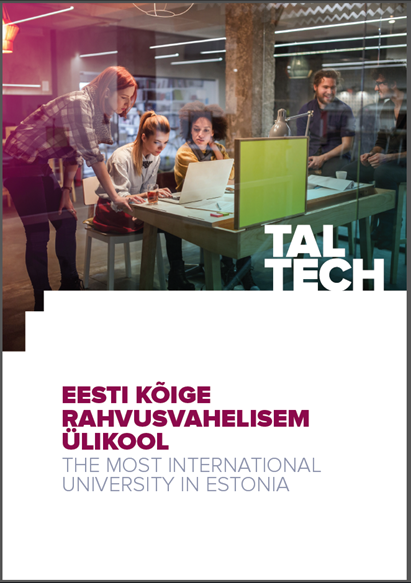 TAL
TECH
EESTI KÕIGE
RAHVUSVAHELISEM
ÜLIKOOL
THE MOST INTERNATIONAL
UNIVERSITY IN ESTONIA